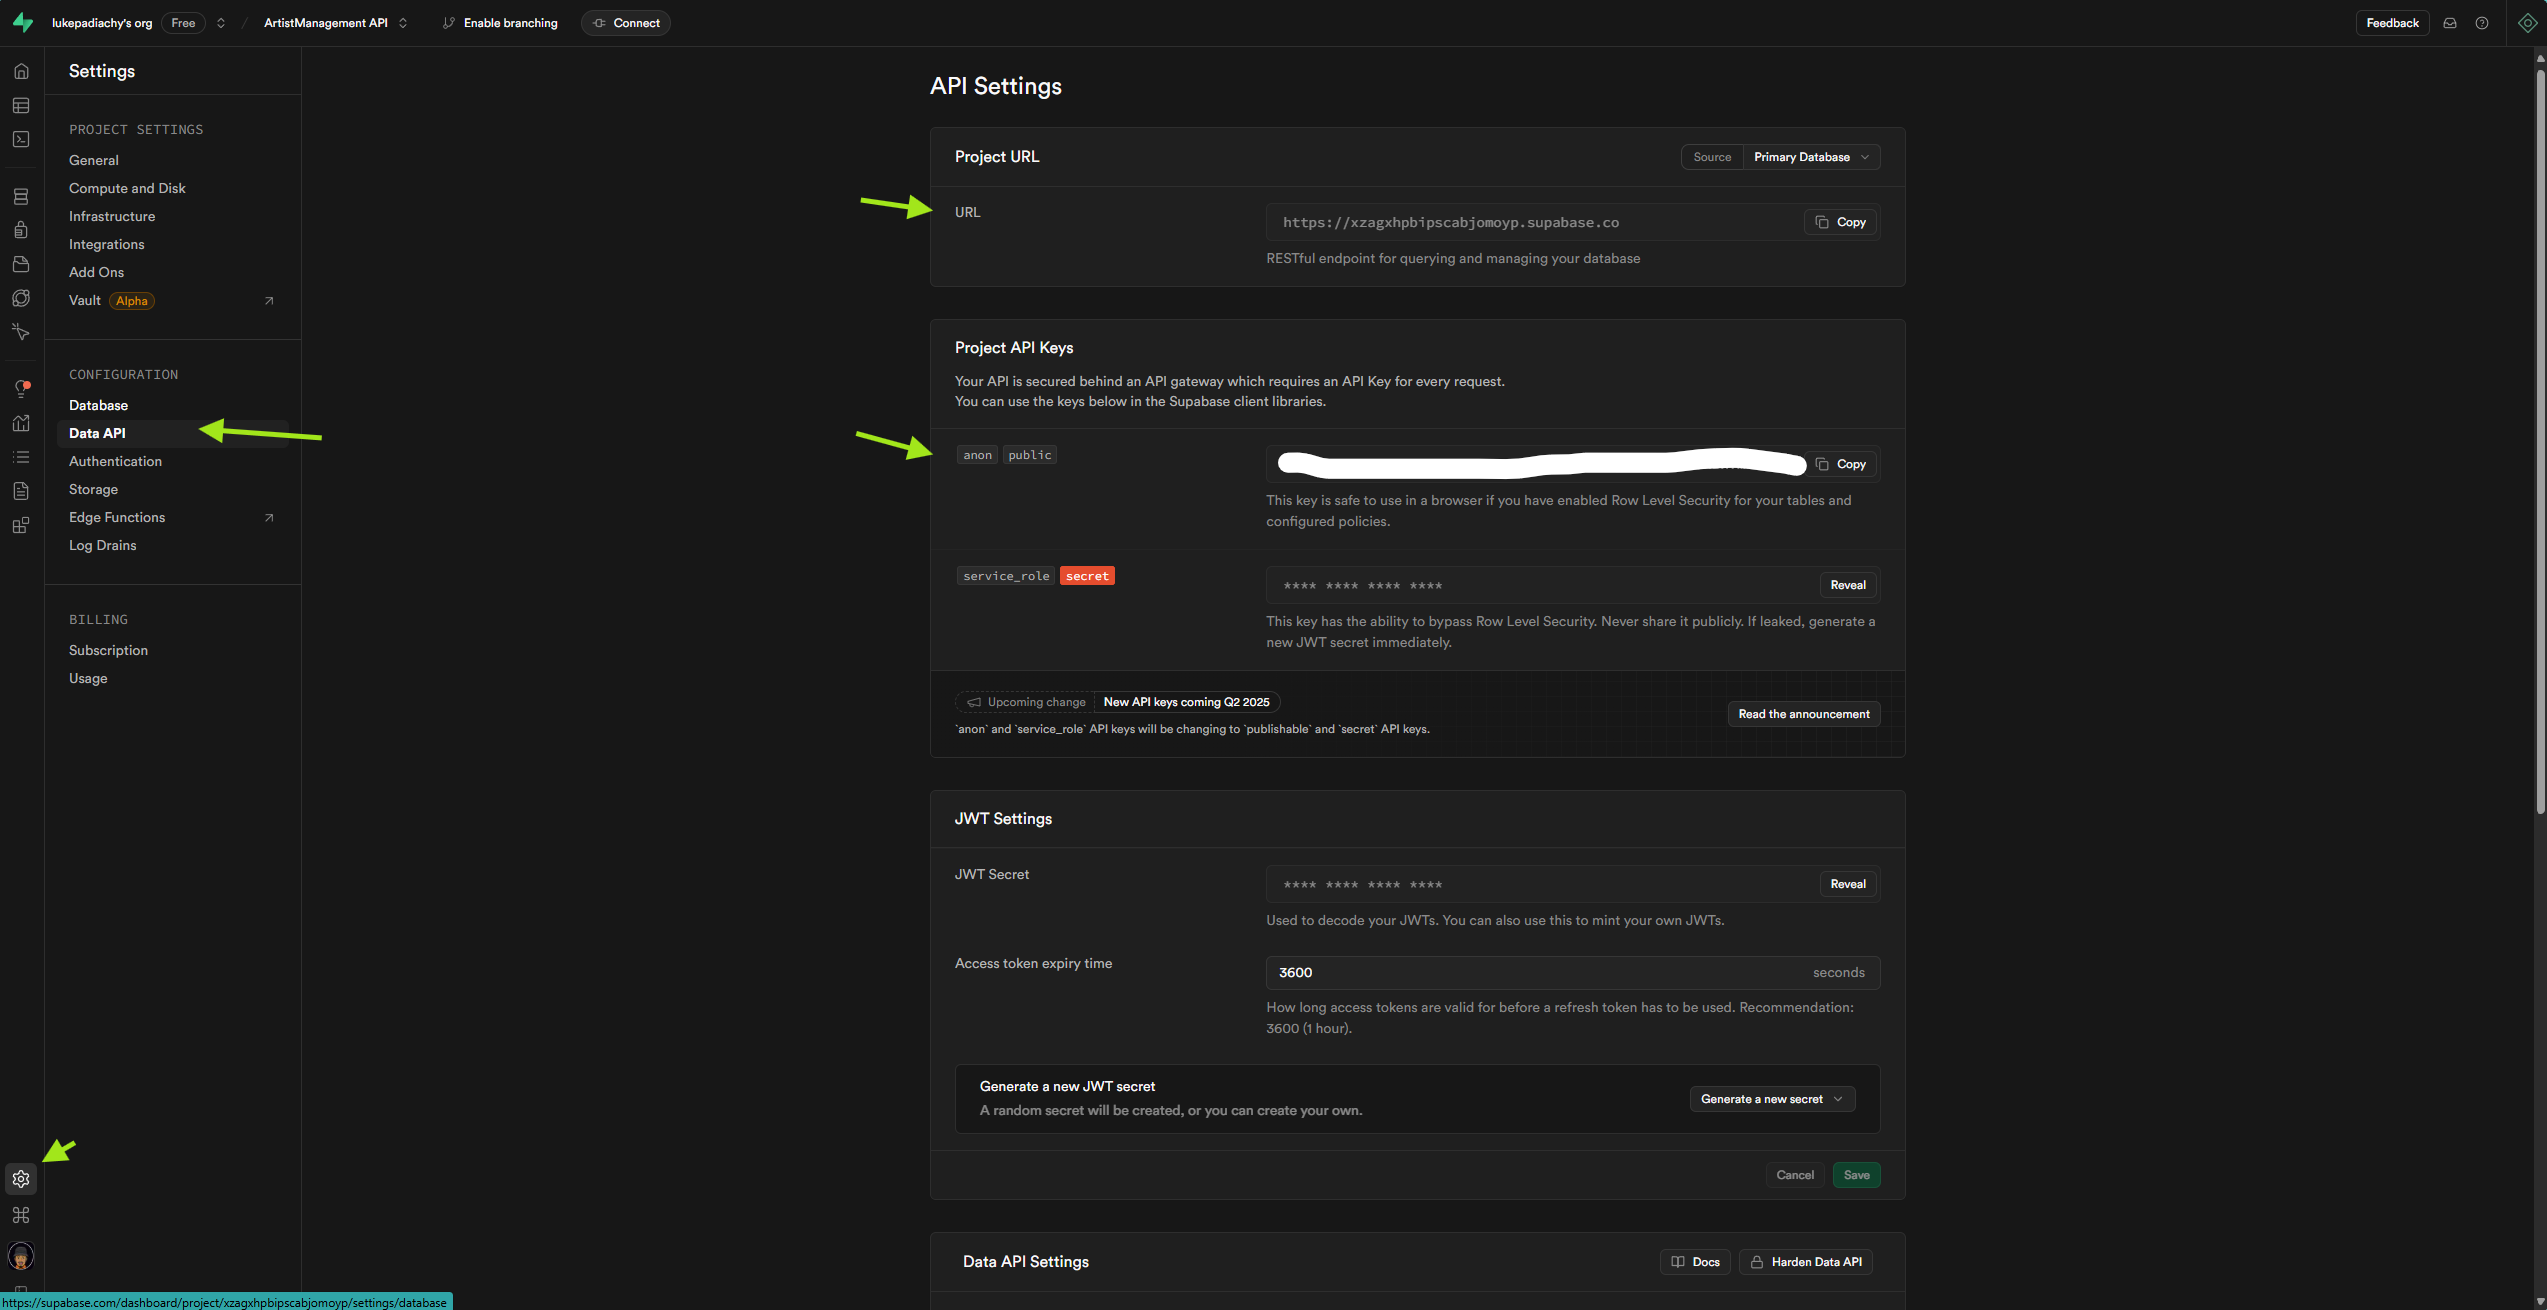 lukepadiachy's org Free / ArtistManagement API Enable branching Connect Feedback
Settings
PROJECT SETTINGS
General
Compute and Disk
Infrastructure
Integrations
Add Ons
Vault Alpha
CONFIGURATION
Database
Data API
Authentication
Storage
Edge Functions
Log Drains
BILLING
Subscription
Usage
API Settings
Project URL Source Primary Database
URL https://xzagxhpbipscabjomoyp.supabase.co Copy
RESTful endpoint for querying and managing your database
Project API Keys
Your API is secured behind an API gateway which requires an API Key for every request.
You can use the keys below in the Supabase client libraries.
anon public Copy
This key is safe to use in a browser if you have enabled Row Level Security for your tables and
configured policies.
service_role secret **** **** **** **** Reveal
This key has the ability to bypass Row Level Security. Never share it publicly. If leaked, generate a
new JWT secret immediately.
Upcoming change New API keys coming Q2 2025
Read the announcement
`anon` and `service_role` API keys will be changing to `publishable` and `secret` API keys.
JWT Settings
JWT Secret **** **** **** **** Reveal
Used to decode your JWTs. You can also use this to mint your own JWTs.
Access token expiry time 3600 seconds
How long access tokens are valid for before a refresh token has to be used. Recommendation:
3600 (1 hour).
Generate a new JWT secret
A random secret will be created, or you can create your own.
Generate a new secret
Cancel Save
Data API Settings Docs Harden Data API
https://supabase.com/dashboard/project/xzagxhpbipscabjomoyp/settings/database